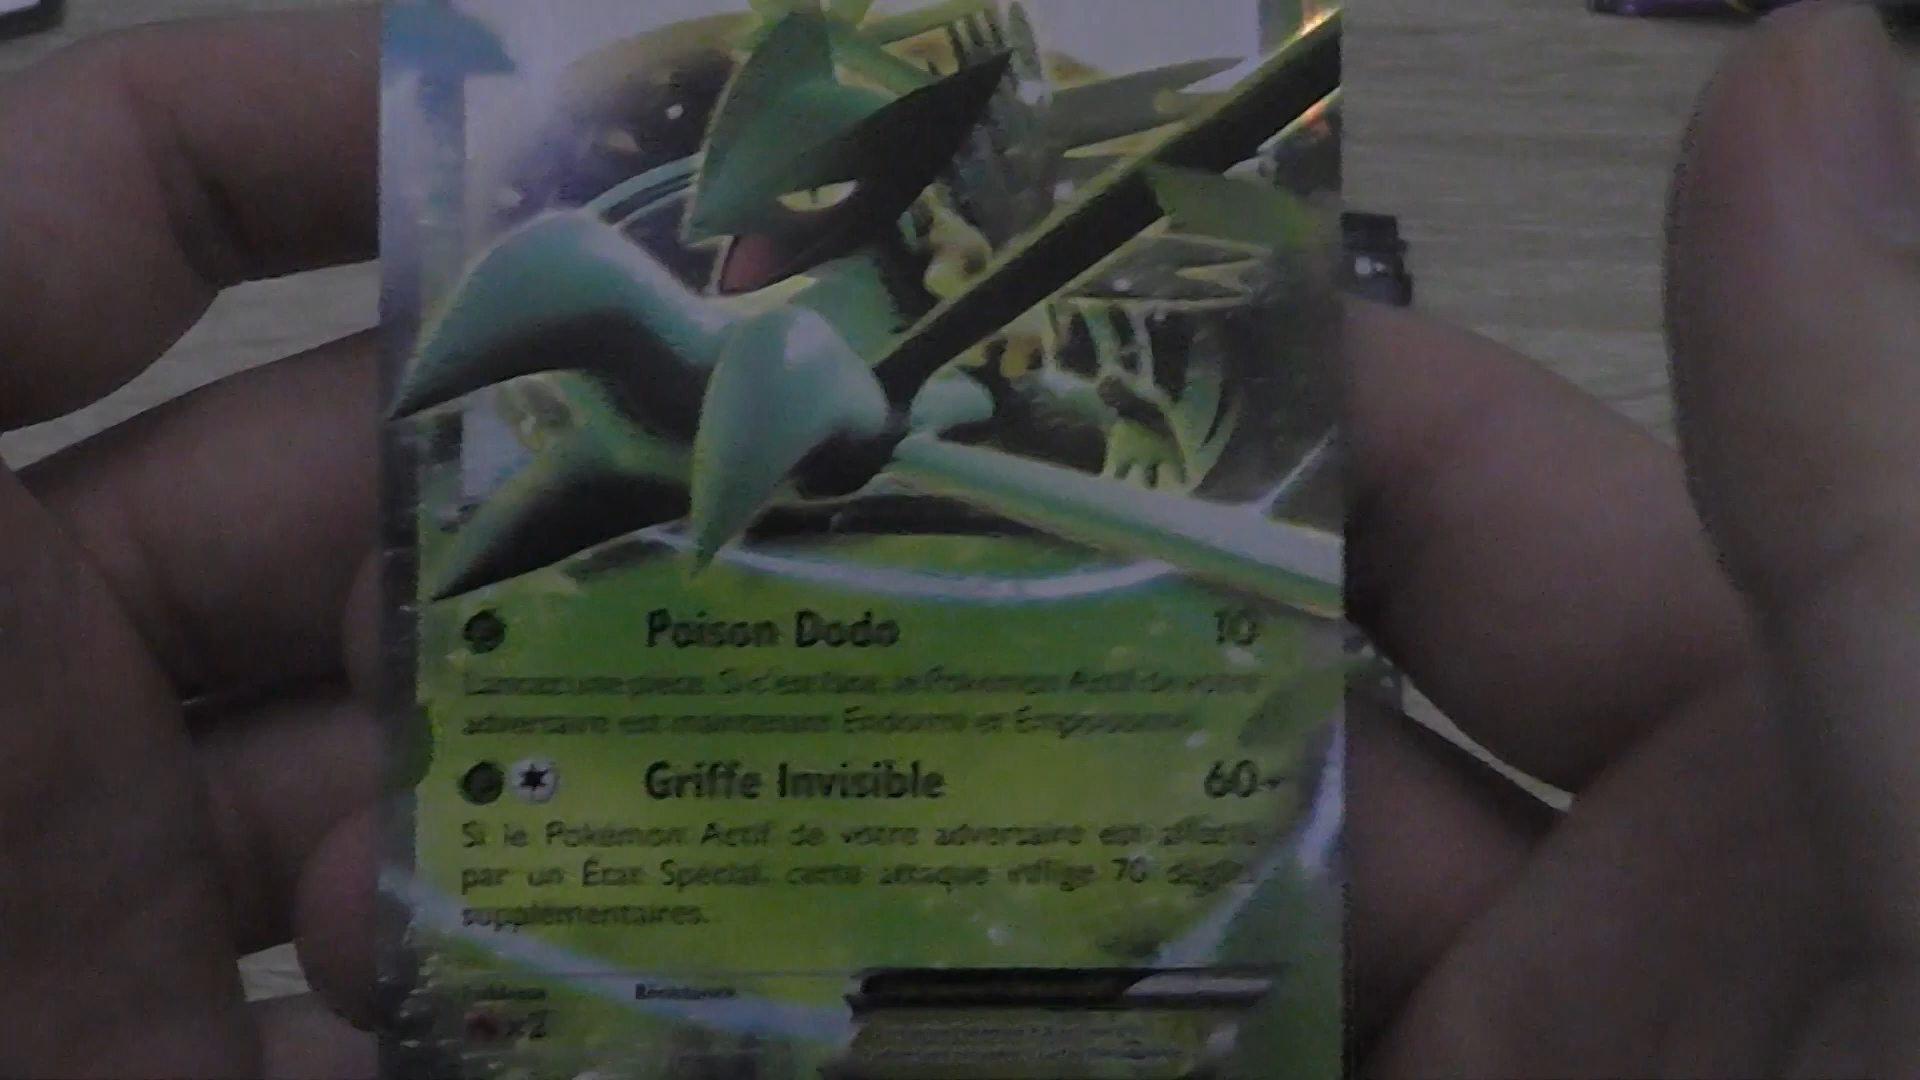 Poison Dodo 10
Lancez une pièce. Si c'est face, le Pokémon Actif de votre
adversaire est maintenant Endormi et Empoisonné.
Griffe Invisible 60+
Si le Pokémon Actif de votre adversaire est affecté
par un État Spécial, cette attaque inflige 70 dégâts
supplémentaires.
Faiblesse Résistance
×2